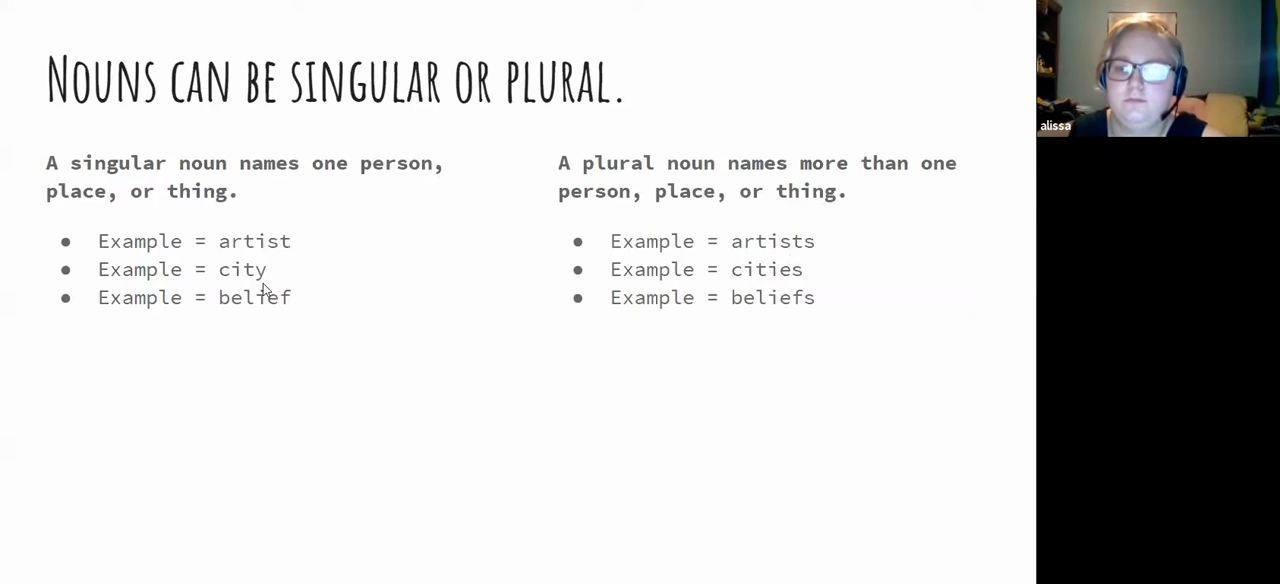 Nouns can be singular or plural.
A singular noun names one person,
place, or thing.
● Example = artist
● Example = city
● Example = belief
A plural noun names more than one
person, place, or thing.
● Example = artists
● Example = cities
● Example = beliefs
alissa